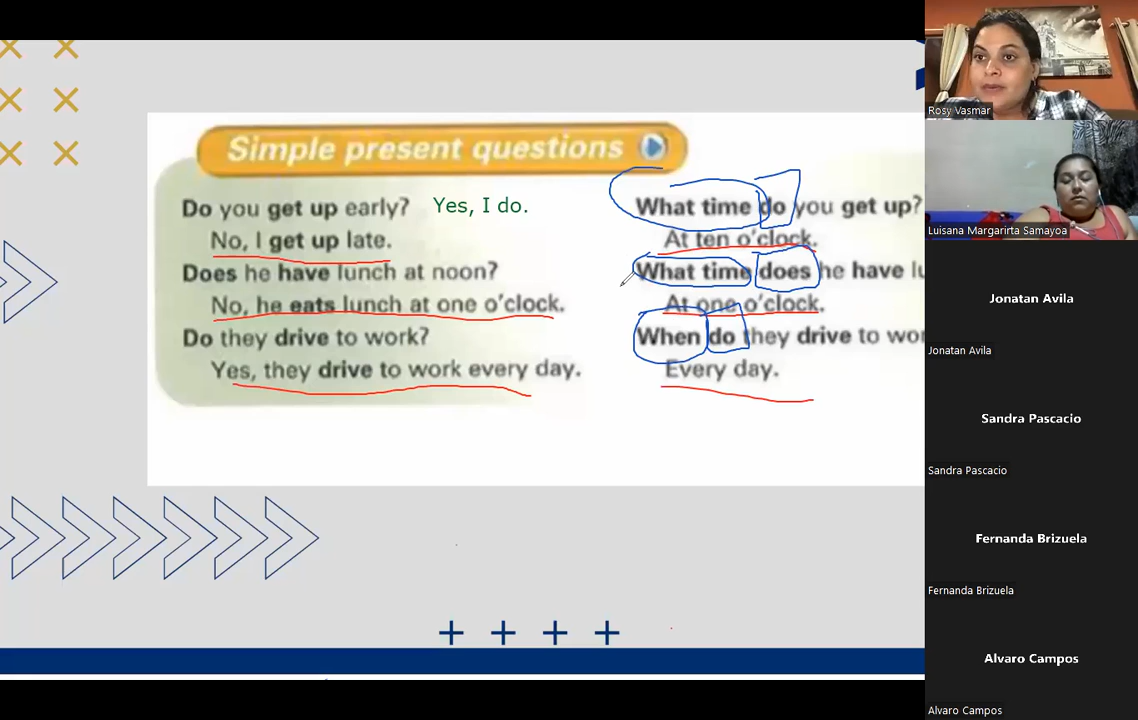 Simple present questions
Do you get up early? Yes, I do.
No, I get up late.
Does he have lunch at noon?
No, he eats lunch at one o'clock.
Do they drive to work?
Yes, they drive to work every day.
What time do you get up?
At ten o'clock.
What time does he have lu
At one o'clock.
When do they drive to wor
Every day.
Rosy Vasmar
Luisana Margarirta Samayoa
Jonatan Avila
Jonatan Avila
Sandra Pascacio
Sandra Pascacio
Fernanda Brizuela
Fernanda Brizuela
Alvaro Campos
Alvaro Campos